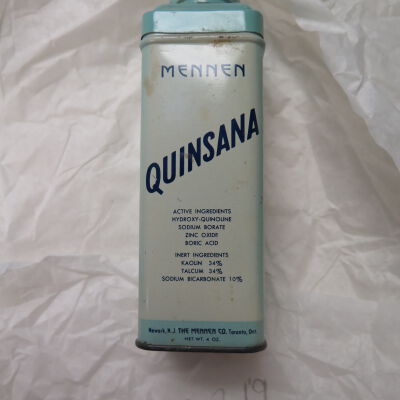 MENNEN
QUINSANA
ACTIVE INGREDIENTS
HYDROXY-QUINOLINE
SODIUM BORATE
ZINC OXIDE
BORIC ACID
INERT INGREDIENTS
KAOLIN 34%
TALCUM 34%
SODIUM BICARBONATE 10%
Newark, N.J. THE MENNEN CO. Toronto, Ont.
NET WT. 4 OZ.